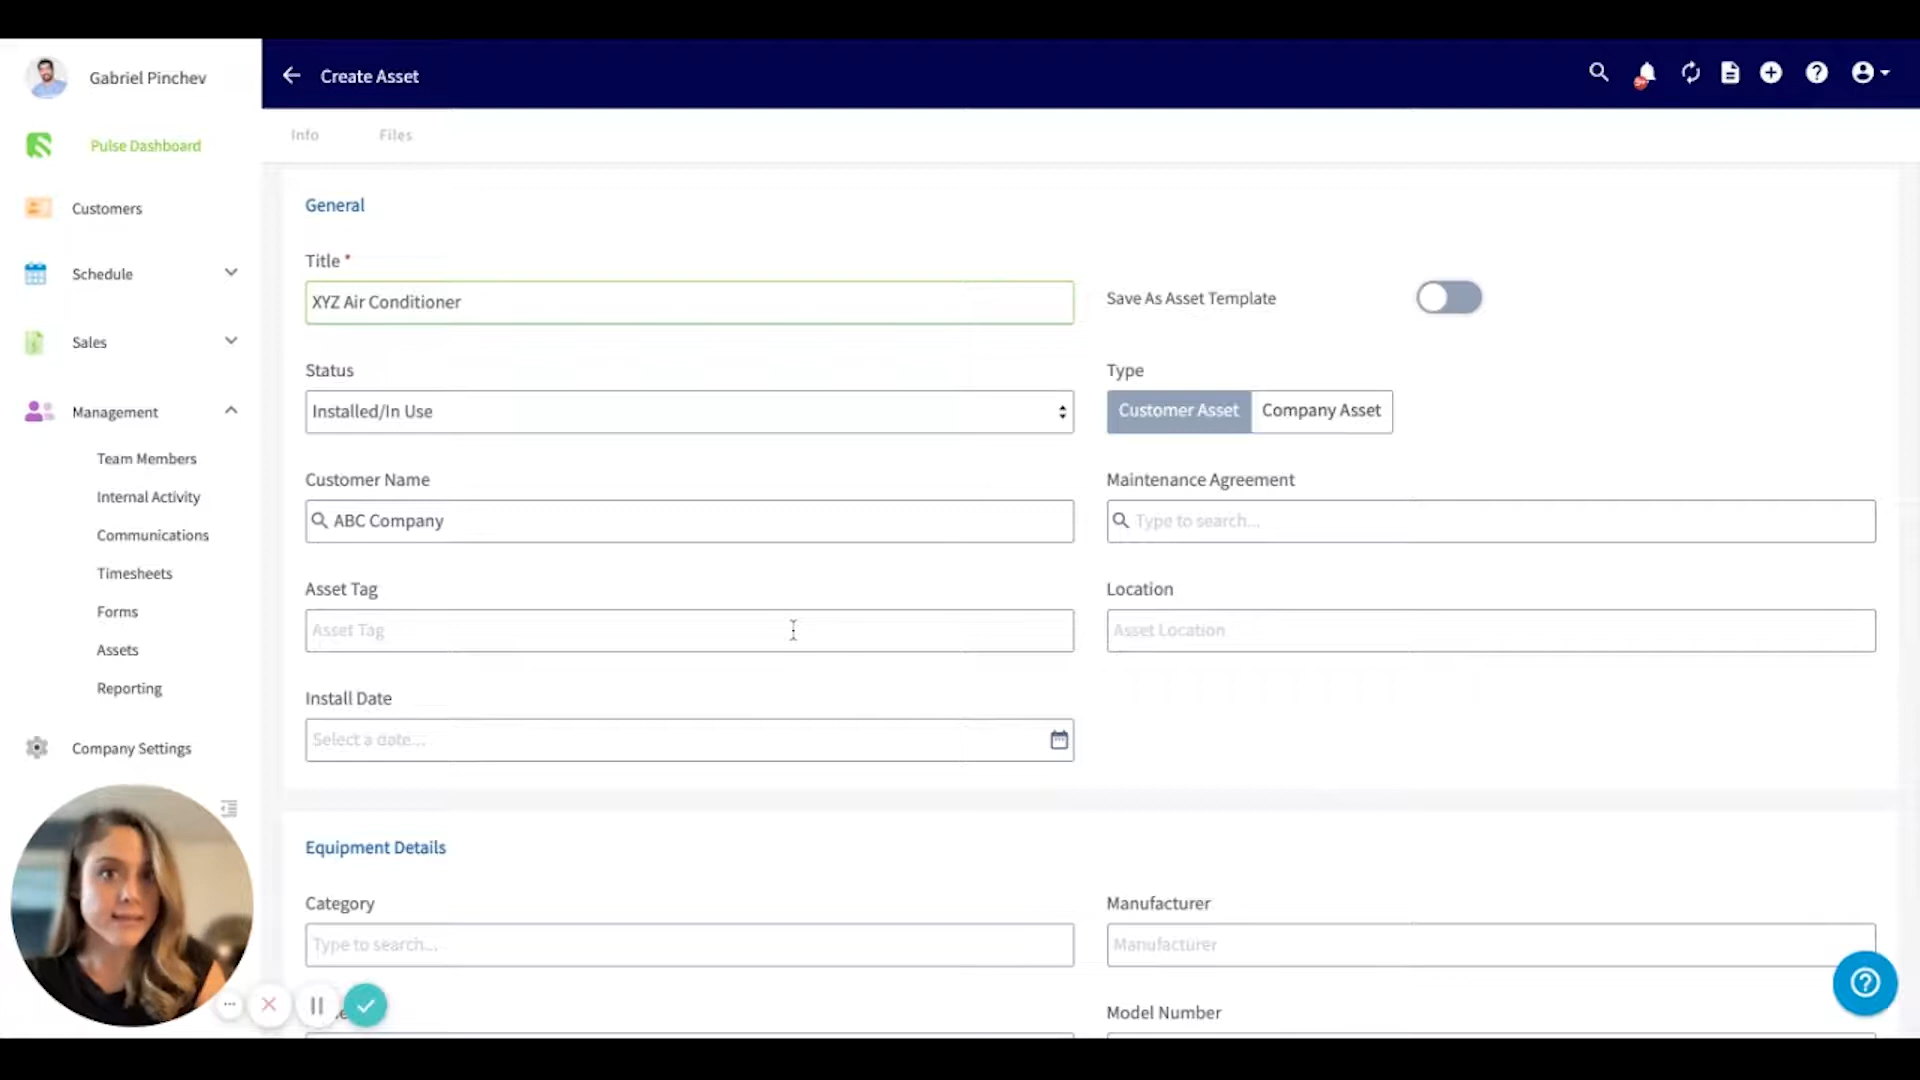 Gabriel Pinchev
Create Asset
Pulse Dashboard
Info
Files
Customers
General
Schedule
Title *
XYZ Air Conditioner
Save As Asset Template
Sales
Status
Type
Installed/In Use
Customer Asset
Company Asset
Management
Team Members
Customer Name
Maintenance Agreement
Internal Activity
ABC Company
Type to search...
Communications
Timesheets
Asset Tag
Location
Forms
Asset Tag
Asset Location
Assets
Reporting
Install Date
Select a date...
Company Settings
Equipment Details
Category
Manufacturer
Type to search...
Manufacturer
Model Number